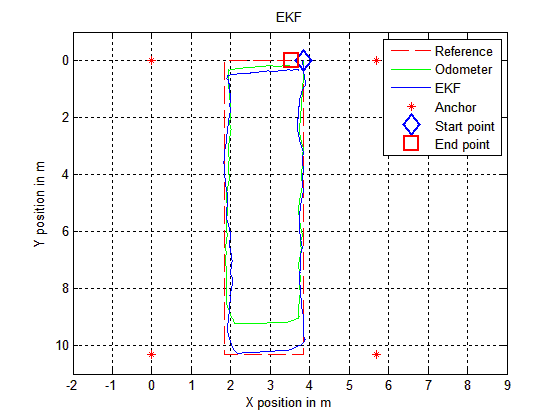 EKF
Reference
Odometer
EKF
Anchor
Start point
End point
0
2
4
6
8
10
Y position in m
-2 -1 0 1 2 3 4 5 6 7 8 9
X position in m